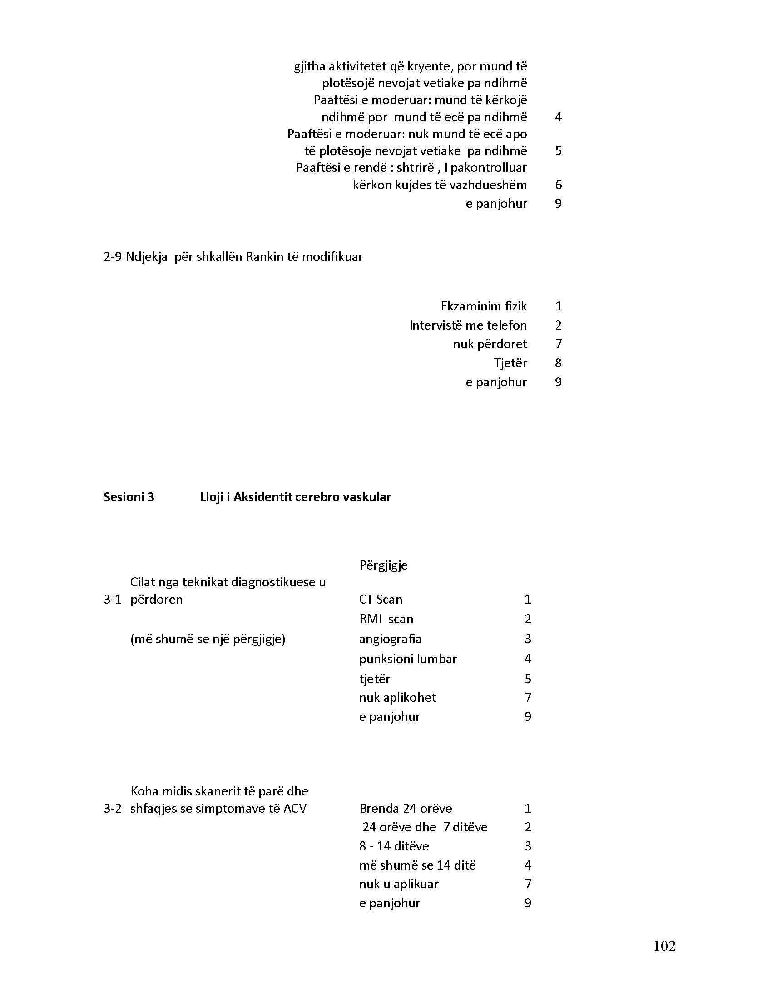 gjitha aktivitetet që kryente, por mund të
plotësojë nevojat vetiake pa ndihmë
Paaftësi e moderuar: mund të kërkojë
ndihmë por  mund të ecë pa ndihmë 4
Paaftësi e moderuar: nuk mund të ecë apo
të plotësoje nevojat vetiake  pa ndihmë 5
Paaftësi e rendë : shtrirë , I pakontrolluar
kërkon kujdes të vazhdueshëm 6
e panjohur 9
2-9 Ndjekja  për shkallën Rankin të modifikuar
Ekzaminim fizik 1
Intervistë me telefon 2
nuk përdoret 7
Tjetër 8
e panjohur 9
Sesioni 3 Lloji i Aksidentit cerebro vaskular
Përgjigje
Cilat nga teknikat diagnostikuese u
3-1 përdoren CT Scan 1
RMI  scan 2
(më shumë se një përgjigje) angiografia 3
punksioni lumbar 4
tjetër 5
nuk aplikohet 7
e panjohur 9
Koha midis skanerit të parë dhe
3-2 shfaqjes se simptomave të ACV Brenda 24 orëve 1
24 orëve dhe  7 ditëve 2
8 - 14 ditëve 3
më shumë se 14 ditë 4
nuk u aplikuar 7
e panjohur 9
102